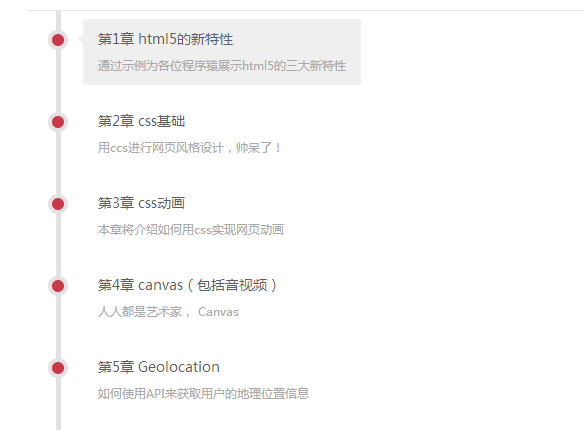 第1章 html5的新特性
通过示例为各位程序猿展示html5的三大新特性
第2章 css基础
用ccs进行网页风格设计，帅呆了！
第3章 css动画
本章将介绍如何用css实现网页动画
第4章 canvas（包括音视频）
人人都是艺术家， Canvas
第5章 Geolocation
如何使用API来获取用户的地理位置信息